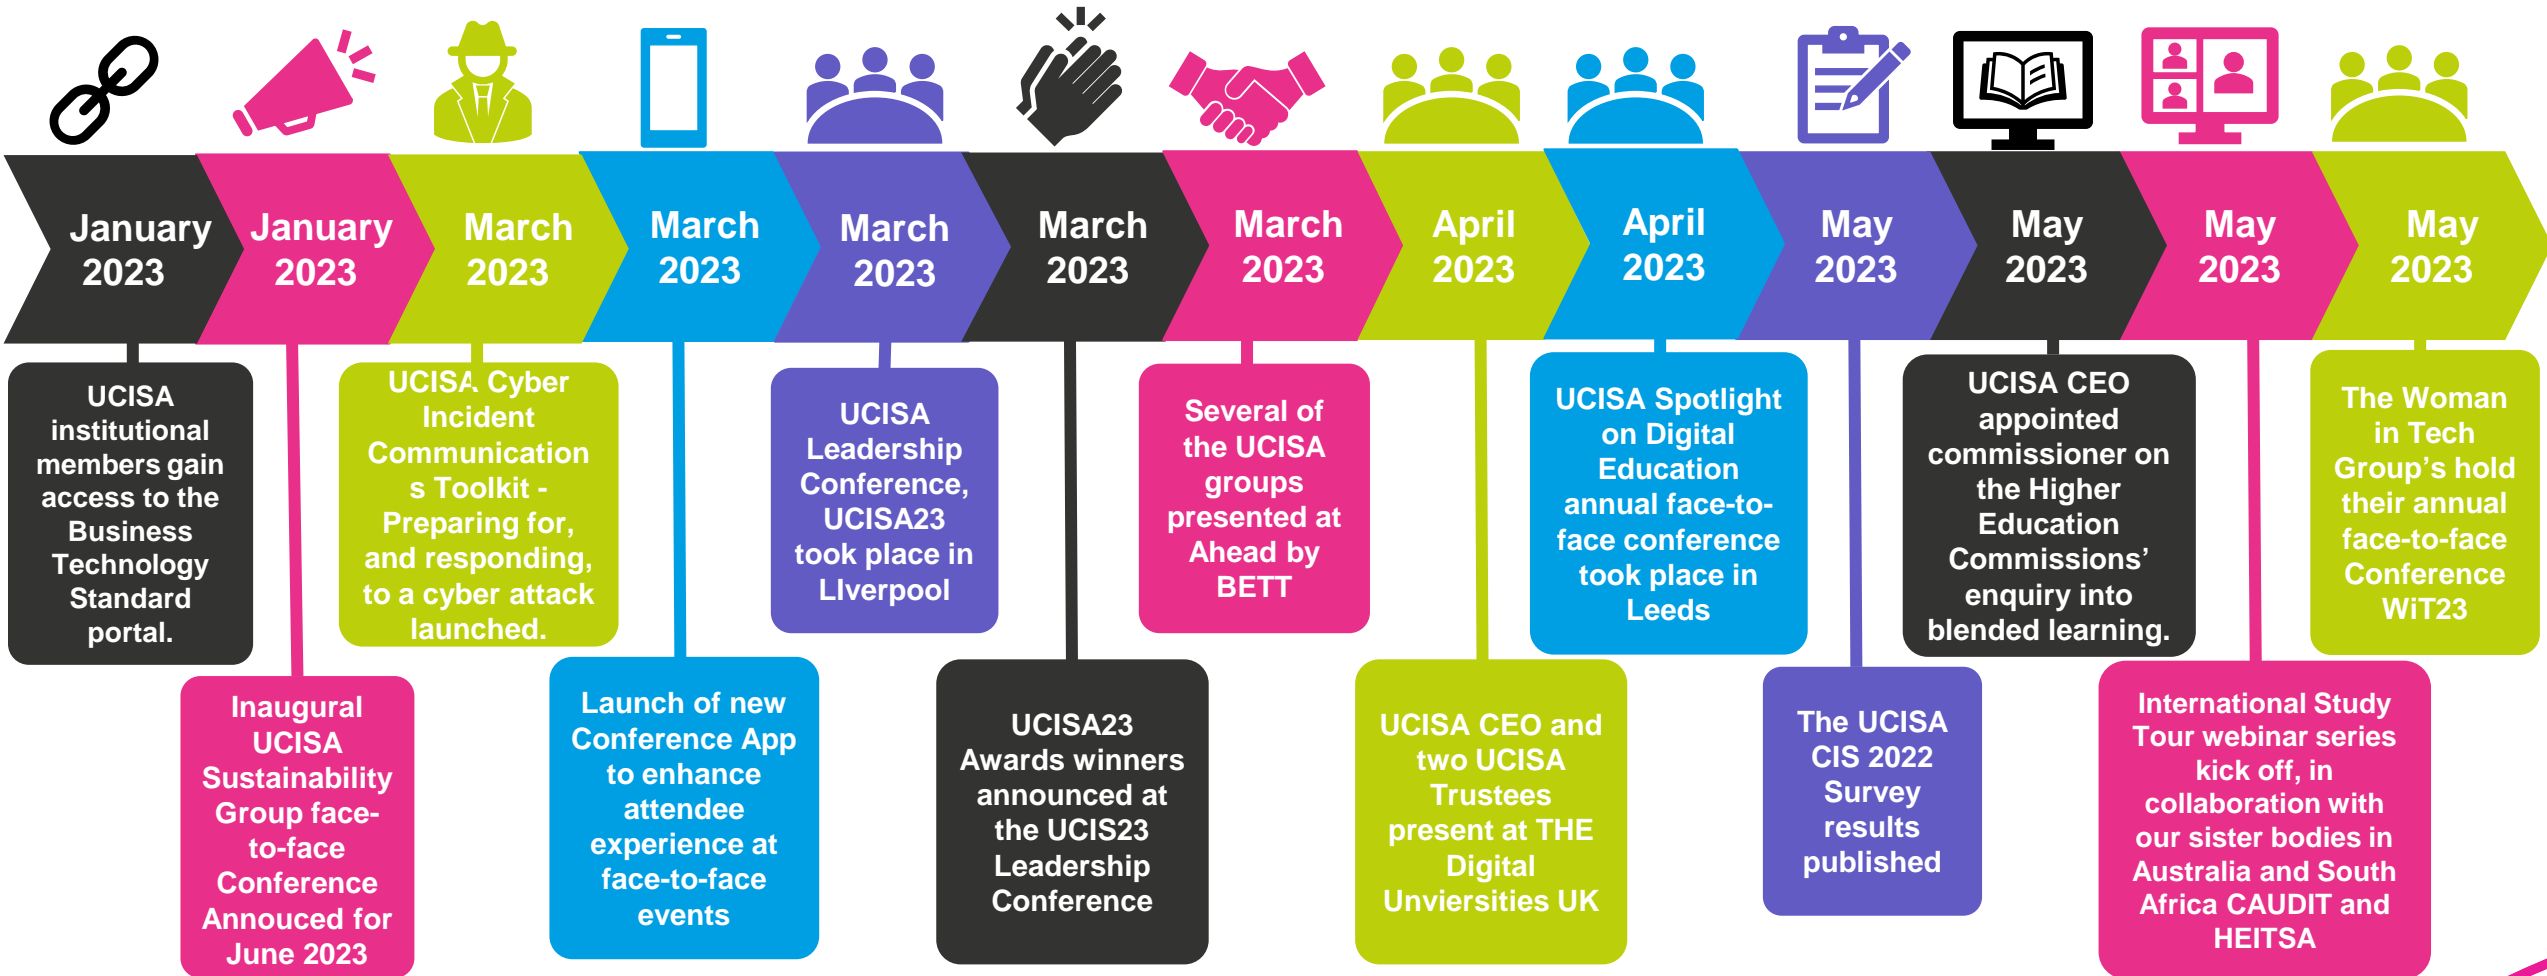 January
2023
January
2023
March
2023
March
2023
March
2023
March
2023
March
2023
April
2023
April
2023
May
2023
May
2023
May
2023
May
2023
UCISA
institutional
members gain
access to the
Business
Technology
Standard
portal.
Inaugural
UCISA
Sustainability
Group face-
to-face
Conference
Annouced for
June 2023
UCISA Cyber
Incident
Communication
s Toolkit -
Preparing for,
and responding,
to a cyber attack
launched.
Launch of new
Conference App
to enhance
attendee
experience at
face-to-face
events
UCISA
Leadership
Conference,
UCISA23
took place in
LIverpool
UCISA23
Awards winners
announced at
the UCIS23
Leadership
Conference
Several of
the UCISA
groups
presented at
Ahead by
BETT
UCISA CEO and
two UCISA
Trustees
present at THE
Digital
Unviersities UK
UCISA Spotlight
on Digital
Education
annual face-to-
face conference
took place in
Leeds
The UCISA
CIS 2022
Survey
results
published
UCISA CEO
appointed
commissioner on
the Higher
Education
Commissions’
enquiry into
blended learning.
International Study
Tour webinar series
kick off, in
collaboration with
our sister bodies in
Australia and South
Africa CAUDIT and
HEITSA
The Woman
in Tech
Group’s hold
their annual
face-to-face
Conference
WiT23